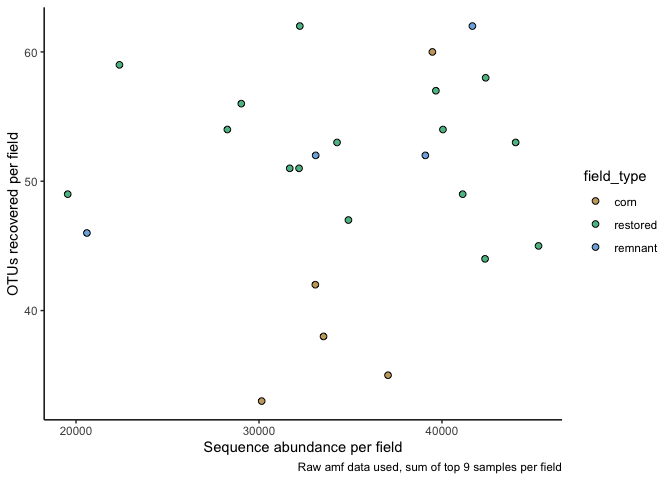 60
50
40
OTUs recovered per field
20000 30000 40000
Sequence abundance per field
Raw amf data used, sum of top 9 samples per field
field_type
corn
restored
remnant